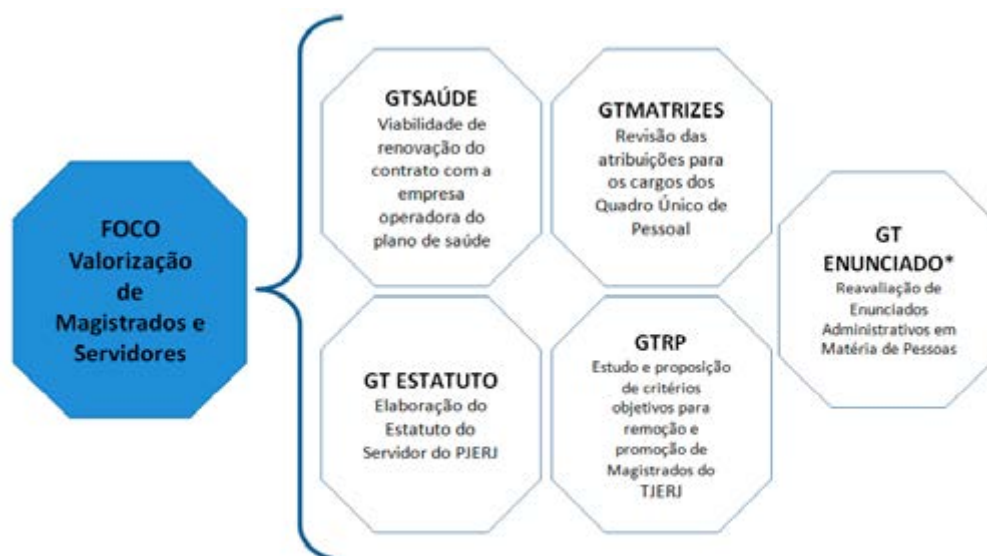 FOCO
Valorização
de
Magistrados e
Servidores
GTSAÚDE
Viabilidade de
renovação do
contrato com a
empresa
operadora do
plano de saúde
GTMATRIZES
Revisão das
atribuições para
os cargos dos
Quadro Único de
Pessoal
GT ESTATUTO
Elaboração do
Estatuto do
Servidor do PJERJ
GTRP
Estudo e proposição
de critérios
objetivos para
remoção e
promoção de
Magistrados do
TJERJ
GT
ENUNCIADO*
Reavaliação de
Enunciados
Administrativos em
Matéria de Pessoas